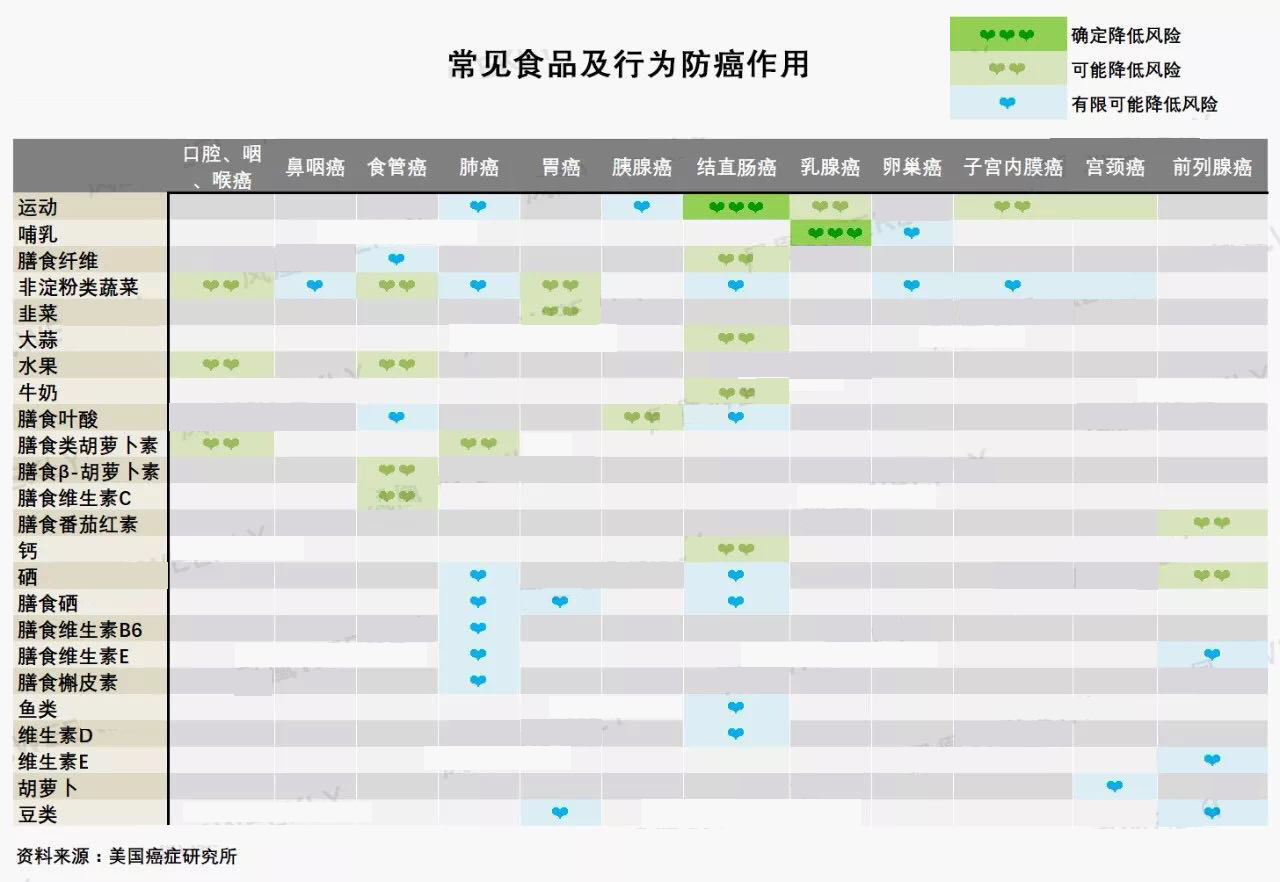 常见食品及行为防癌作用
确定降低风险
可能降低风险
有限可能降低风险
口腔、咽
、喉癌
鼻咽癌
食管癌
肺癌
胃癌
胰腺癌
结直肠癌
乳腺癌
卵巢癌
子宫内膜癌
宫颈癌
前列腺癌
运动
哺乳
膳食纤维
非淀粉类蔬菜
韭菜
大蒜
水果
牛奶
膳食叶酸
膳食类胡萝卜素
膳食β-胡萝卜素
膳食维生素C
膳食番茄红素
钙
硒
膳食硒
膳食维生素B6
膳食维生素E
膳食槲皮素
鱼类
维生素D
维生素E
胡萝卜
豆类
资料来源：美国癌症研究所